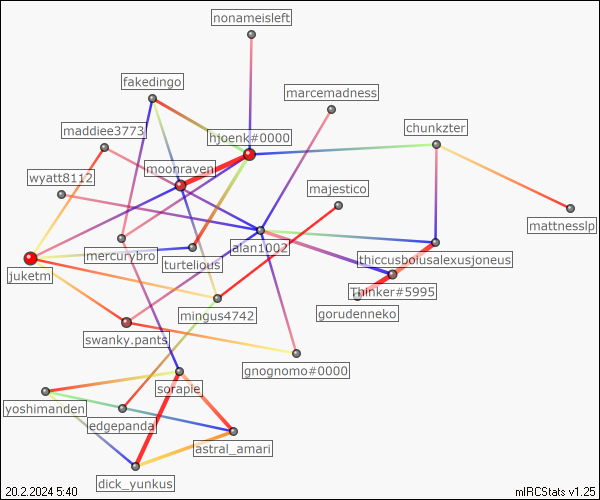 nonameisleft
fakedingo
marcemadness
maddiee3773
hjoenk#0000
chunkzter
moonraven
wyatt8112
majestico
mattnesslp
mercurybro
alan1002
turtelious
thiccusboiusalexusjoneus
juketm
Thinker#5995
mingus4742
gorudenneko
swanky.pants
gnognomo#0000
sorapie
yoshimanden
edgepanda
astral_amari
dick_yunkus
20.2.2024 5:40
mIRCStats v1.25